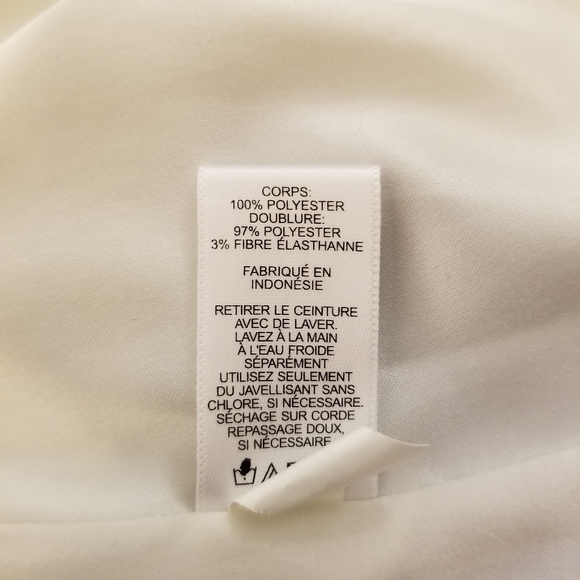 CORPS:
100% POLYESTER
DOUBLURE:
97% POLYESTER
3% FIBRE ÉLASTHANNE
FABRIQUÉ EN
INDONÉSIE
RETIRER LE CEINTURE
AVEC DE LAVER.
LAVEZ À LA MAIN
À L'EAU FROIDE
SÉPARÉMENT
UTILISEZ SEULEMENT
DU JAVELLISANT SANS
CHLORE, SI NÉCESSAIRE.
SÉCHAGE SUR CORDE
REPASSAGE DOUX,
SI NÉCESSAIRE